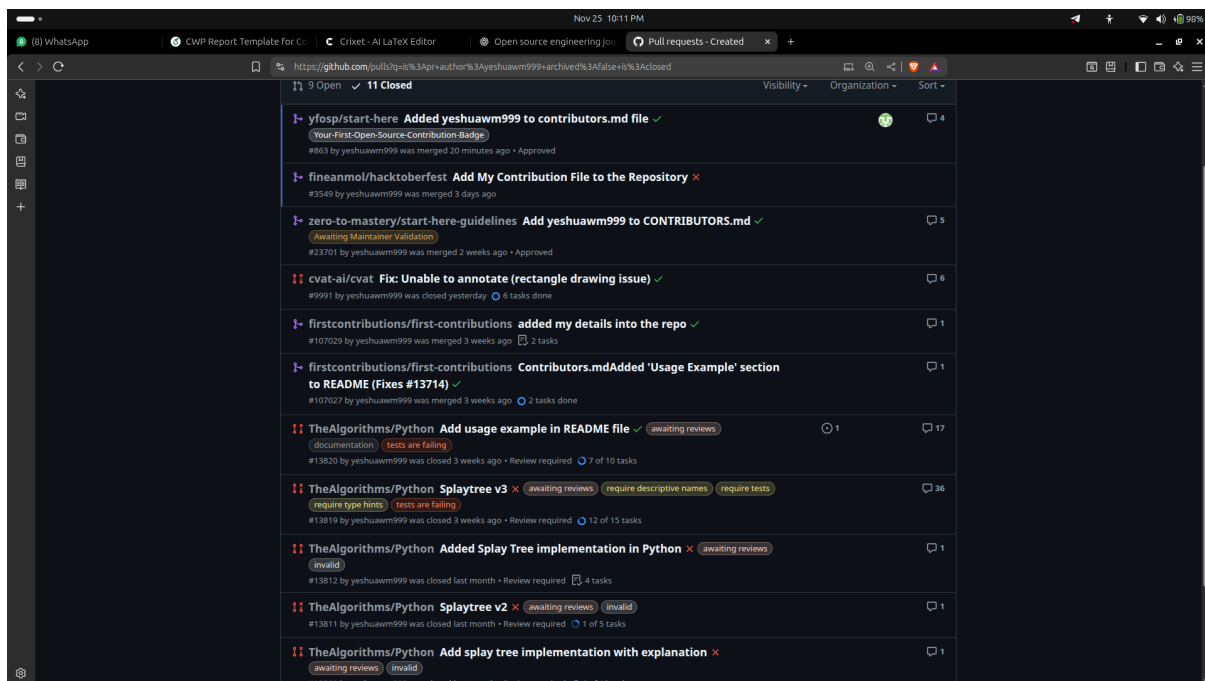 Nov 25 10:11 PM
98%
(8) WhatsApp
CWP Report Template for Co
Crixet - AI LaTeX Editor
Open source engineering jou
Pull requests - Created
https://github.com/pulls?q=is%3Apr+author%3Ayeshuawm999+archived%3Afalse+is%3Aclosed
9 Open 11 Closed Visibility Organization Sort
yfosp/start-here Added yeshuawm999 to contributors.md file 4
Your-First-Open-Source-Contribution-Badge
#863 by yeshuawm999 was merged 20 minutes ago • Approved
fineanmol/hacktoberfest Add My Contribution File to the Repository
#3549 by yeshuawm999 was merged 3 days ago
zero-to-mastery/start-here-guidelines Add yeshuawm999 to CONTRIBUTORS.md 5
Awaiting Maintainer Validation
#23701 by yeshuawm999 was merged 2 weeks ago • Approved
cvat-ai/cvat Fix: Unable to annotate (rectangle drawing issue) 6
#9991 by yeshuawm999 was closed yesterday 6 tasks done
firstcontributions/first-contributions added my details into the repo 1
#107029 by yeshuawm999 was merged 3 weeks ago 2 tasks
firstcontributions/first-contributions Contributors.mdAdded 'Usage Example' section 1
to README (Fixes #13714)
#107027 by yeshuawm999 was merged 3 weeks ago 2 tasks done
TheAlgorithms/Python Add usage example in README file awaiting reviews 1 17
documentation tests are failing
#13820 by yeshuawm999 was closed 3 weeks ago • Review required 7 of 10 tasks
TheAlgorithms/Python Splaytree v3 awaiting reviews require descriptive names require tests 36
require type hints tests are failing
#13819 by yeshuawm999 was closed 3 weeks ago • Review required 12 of 15 tasks
TheAlgorithms/Python Added Splay Tree implementation in Python awaiting reviews 1
invalid
#13812 by yeshuawm999 was closed last month • Review required 4 tasks
TheAlgorithms/Python Splaytree v2 awaiting reviews invalid 1
#13811 by yeshuawm999 was closed last month • Review required 1 of 5 tasks
TheAlgorithms/Python Add splay tree implementation with explanation 1
awaiting reviews invalid